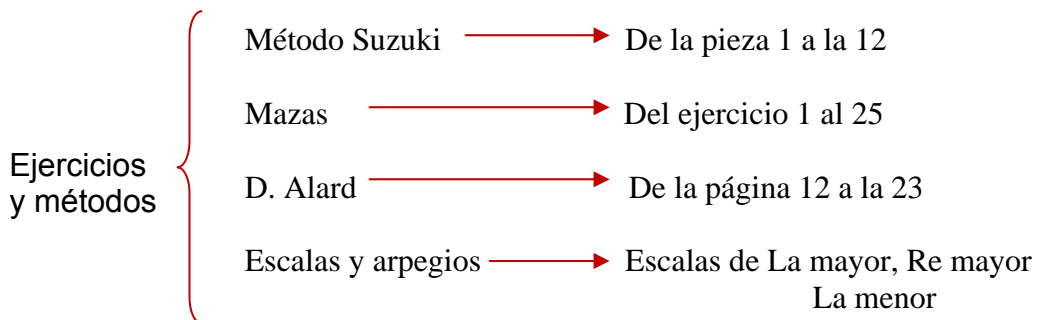 Método Suzuki De la pieza 1 a la 12
Mazas Del ejercicio 1 al 25
Ejercicios
y métodos
D. Alard De la página 12 a la 23
Escalas y arpegios Escalas de La mayor, Re mayor
La menor